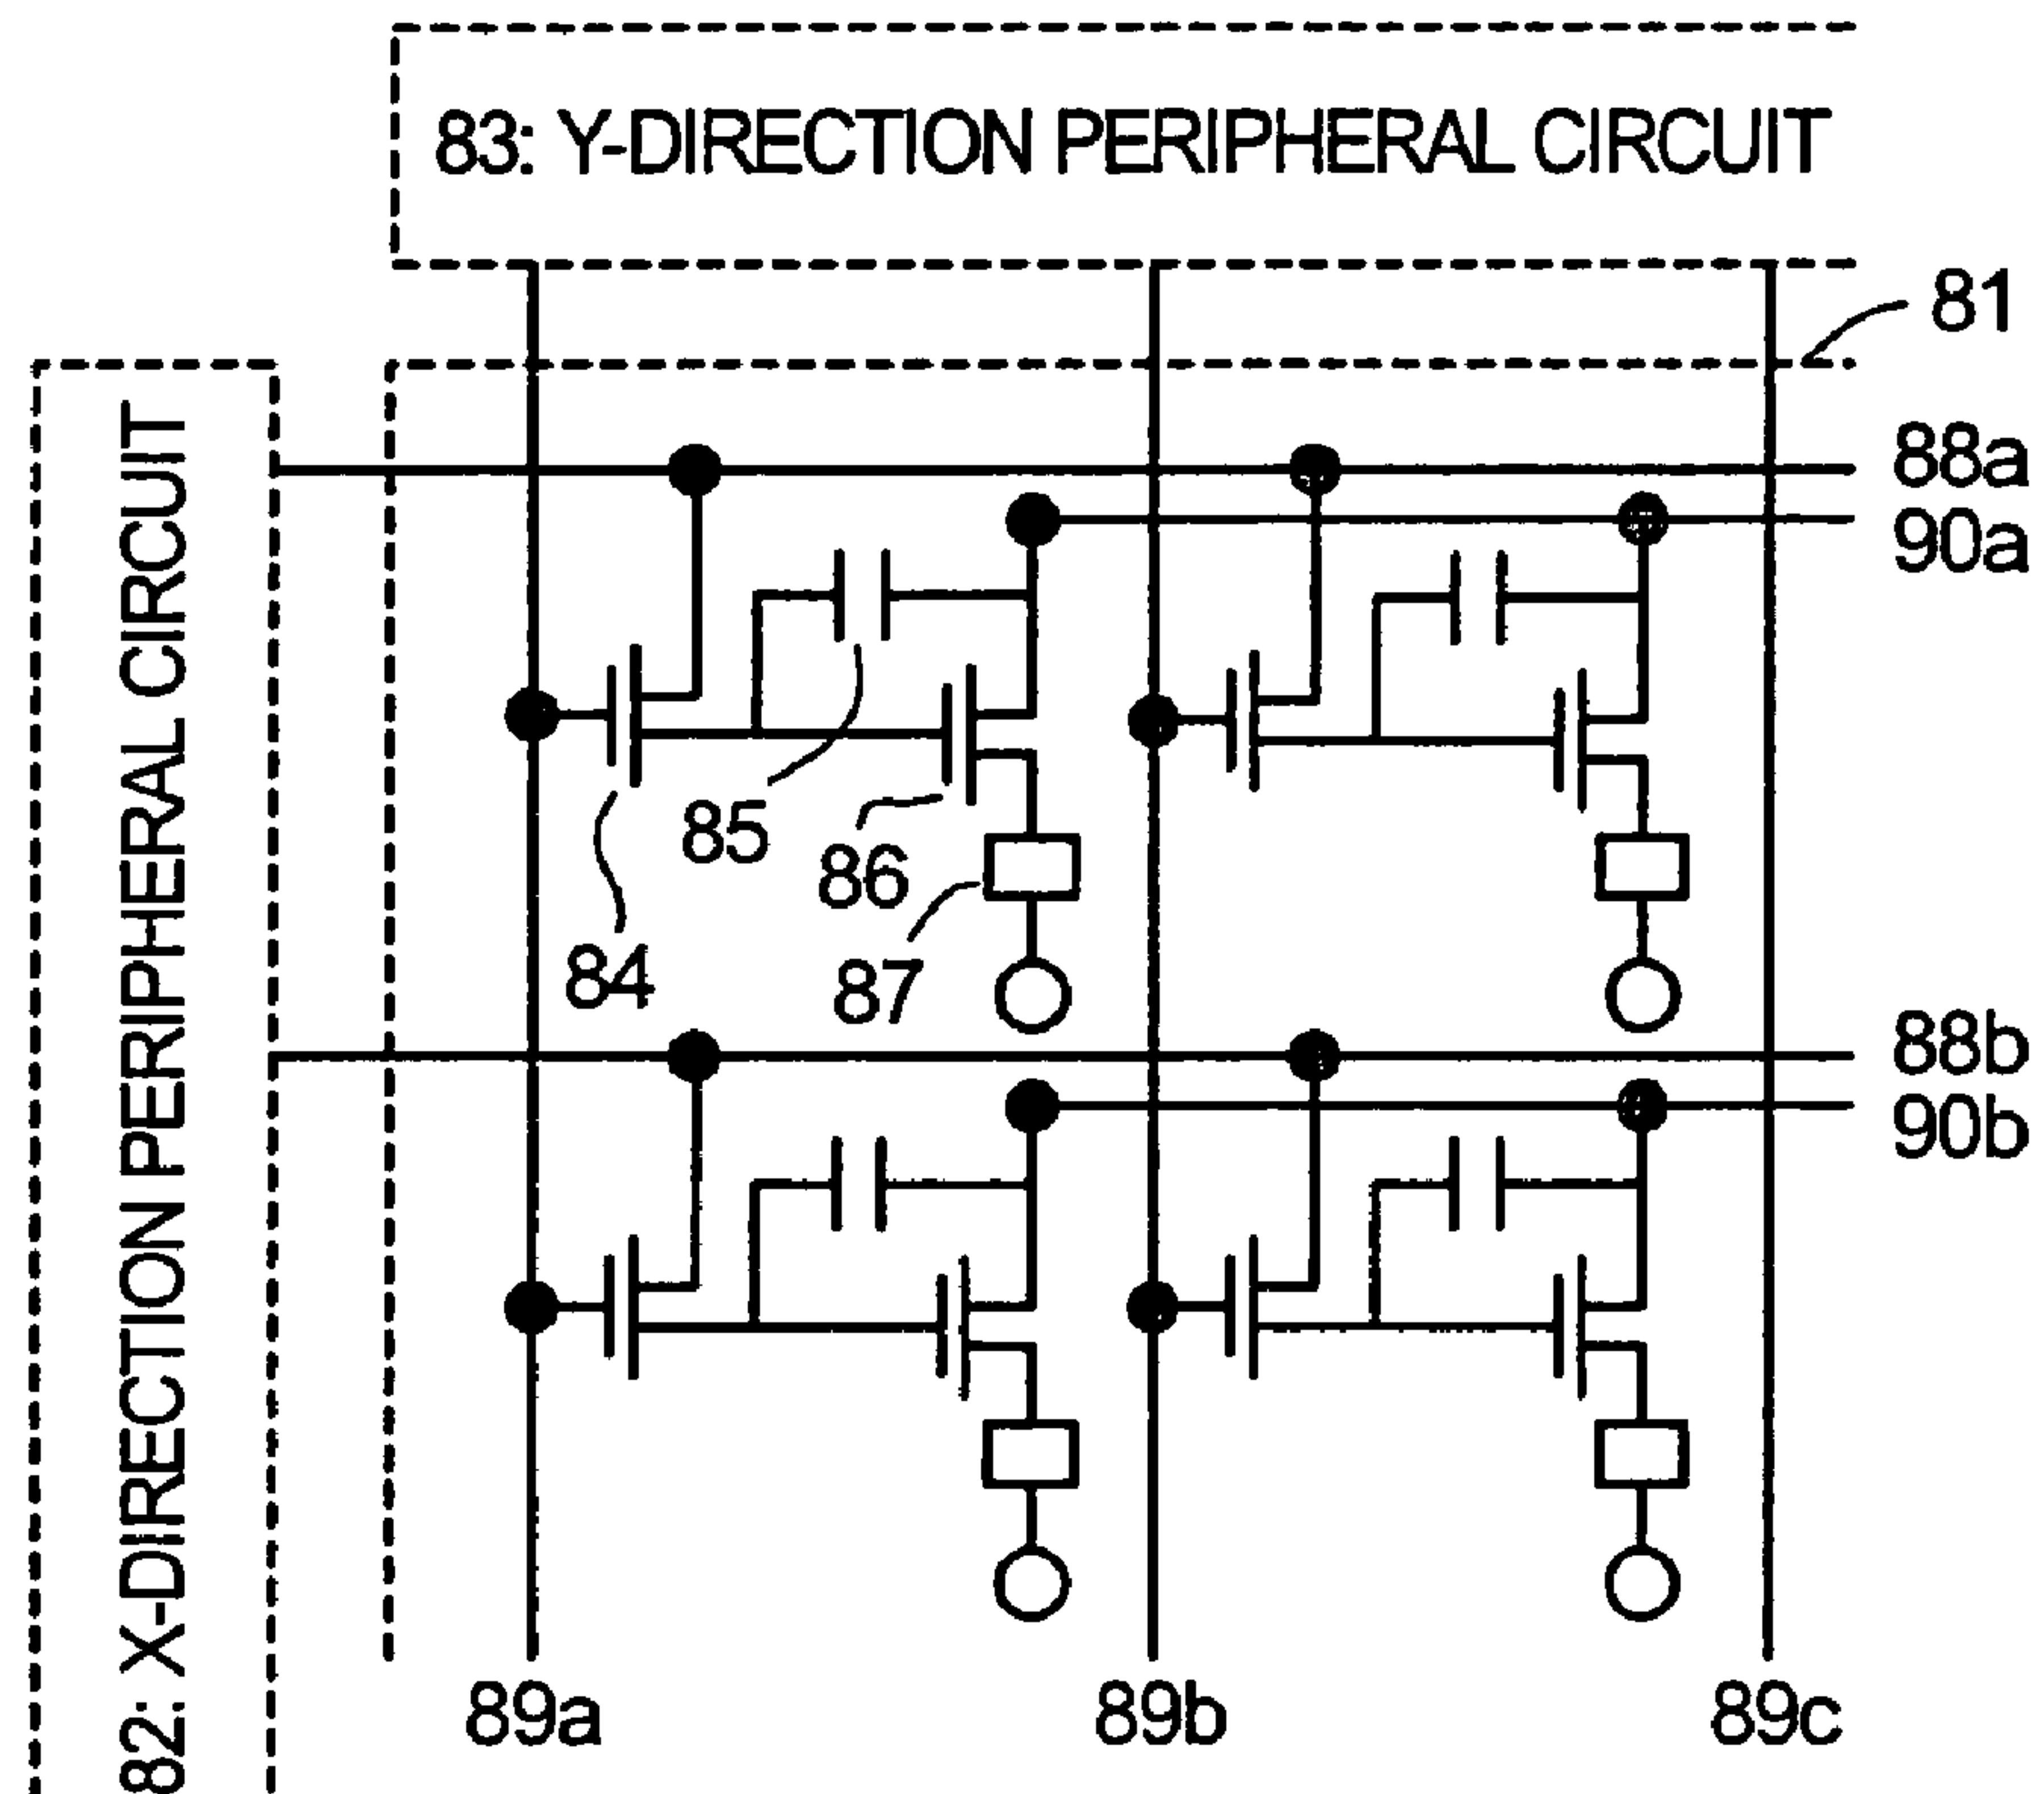 83: Y-DIRECTION PERIPHERAL CIRCUIT
81
82: X-DIRECTION PERIPHERAL CIRCUIT
88a
90a
85
86
84
87
88b
90b
89a
89b
89c